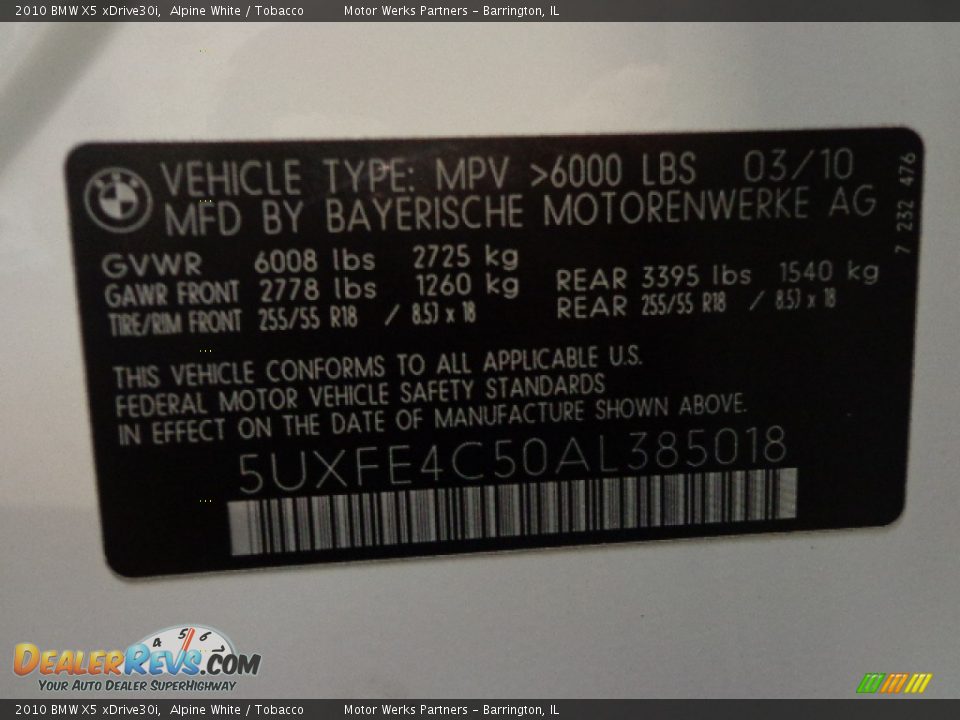 2010 BMW X5 xDrive30i, Alpine White / Tobacco Motor Werks Partners - Barrington, IL
VEHICLE TYPE: MPV >6000 LBS 03/10
MFD BY BAYERISCHE MOTORENWERKE AG
7 232 476
GVWR 6008 lbs 2725 kg
GAWR FRONT 2778 lbs 1260 kg REAR 3395 lbs 1540 kg
TIRE/RIM FRONT 255/55 R18 / 8.5J x 18 REAR 255/55 R18 / 8.5J x 18
THIS VEHICLE CONFORMS TO ALL APPLICABLE U.S.
FEDERAL MOTOR VEHICLE SAFETY STANDARDS
IN EFFECT ON THE DATE OF MANUFACTURE SHOWN ABOVE.
5UXFE4C50AL385018
4 5 6 7
DEALERREVS.COM
YOUR AUTO DEALER SUPERHIGHWAY
2010 BMW X5 xDrive30i, Alpine White / Tobacco Motor Werks Partners - Barrington, IL